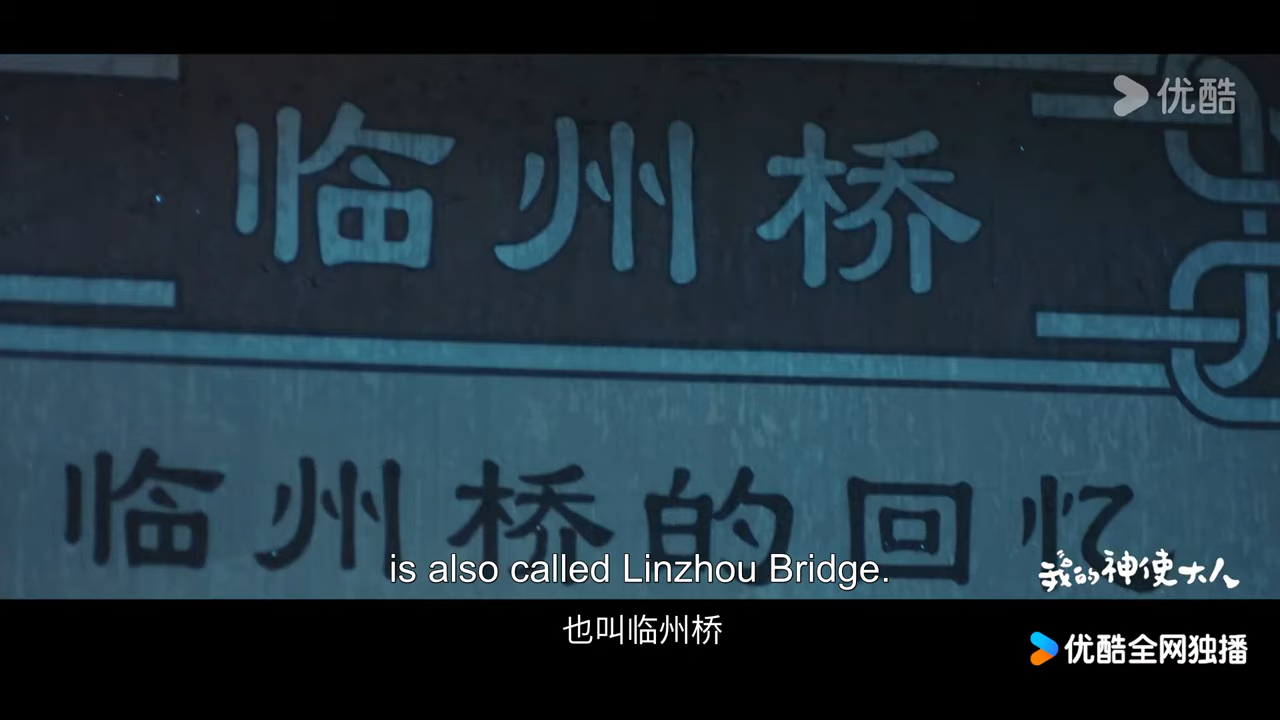 优酷
临州桥
临州桥的回忆
is also called Linzhou Bridge.
我的神使大人
也叫临州桥
优酷全网独播